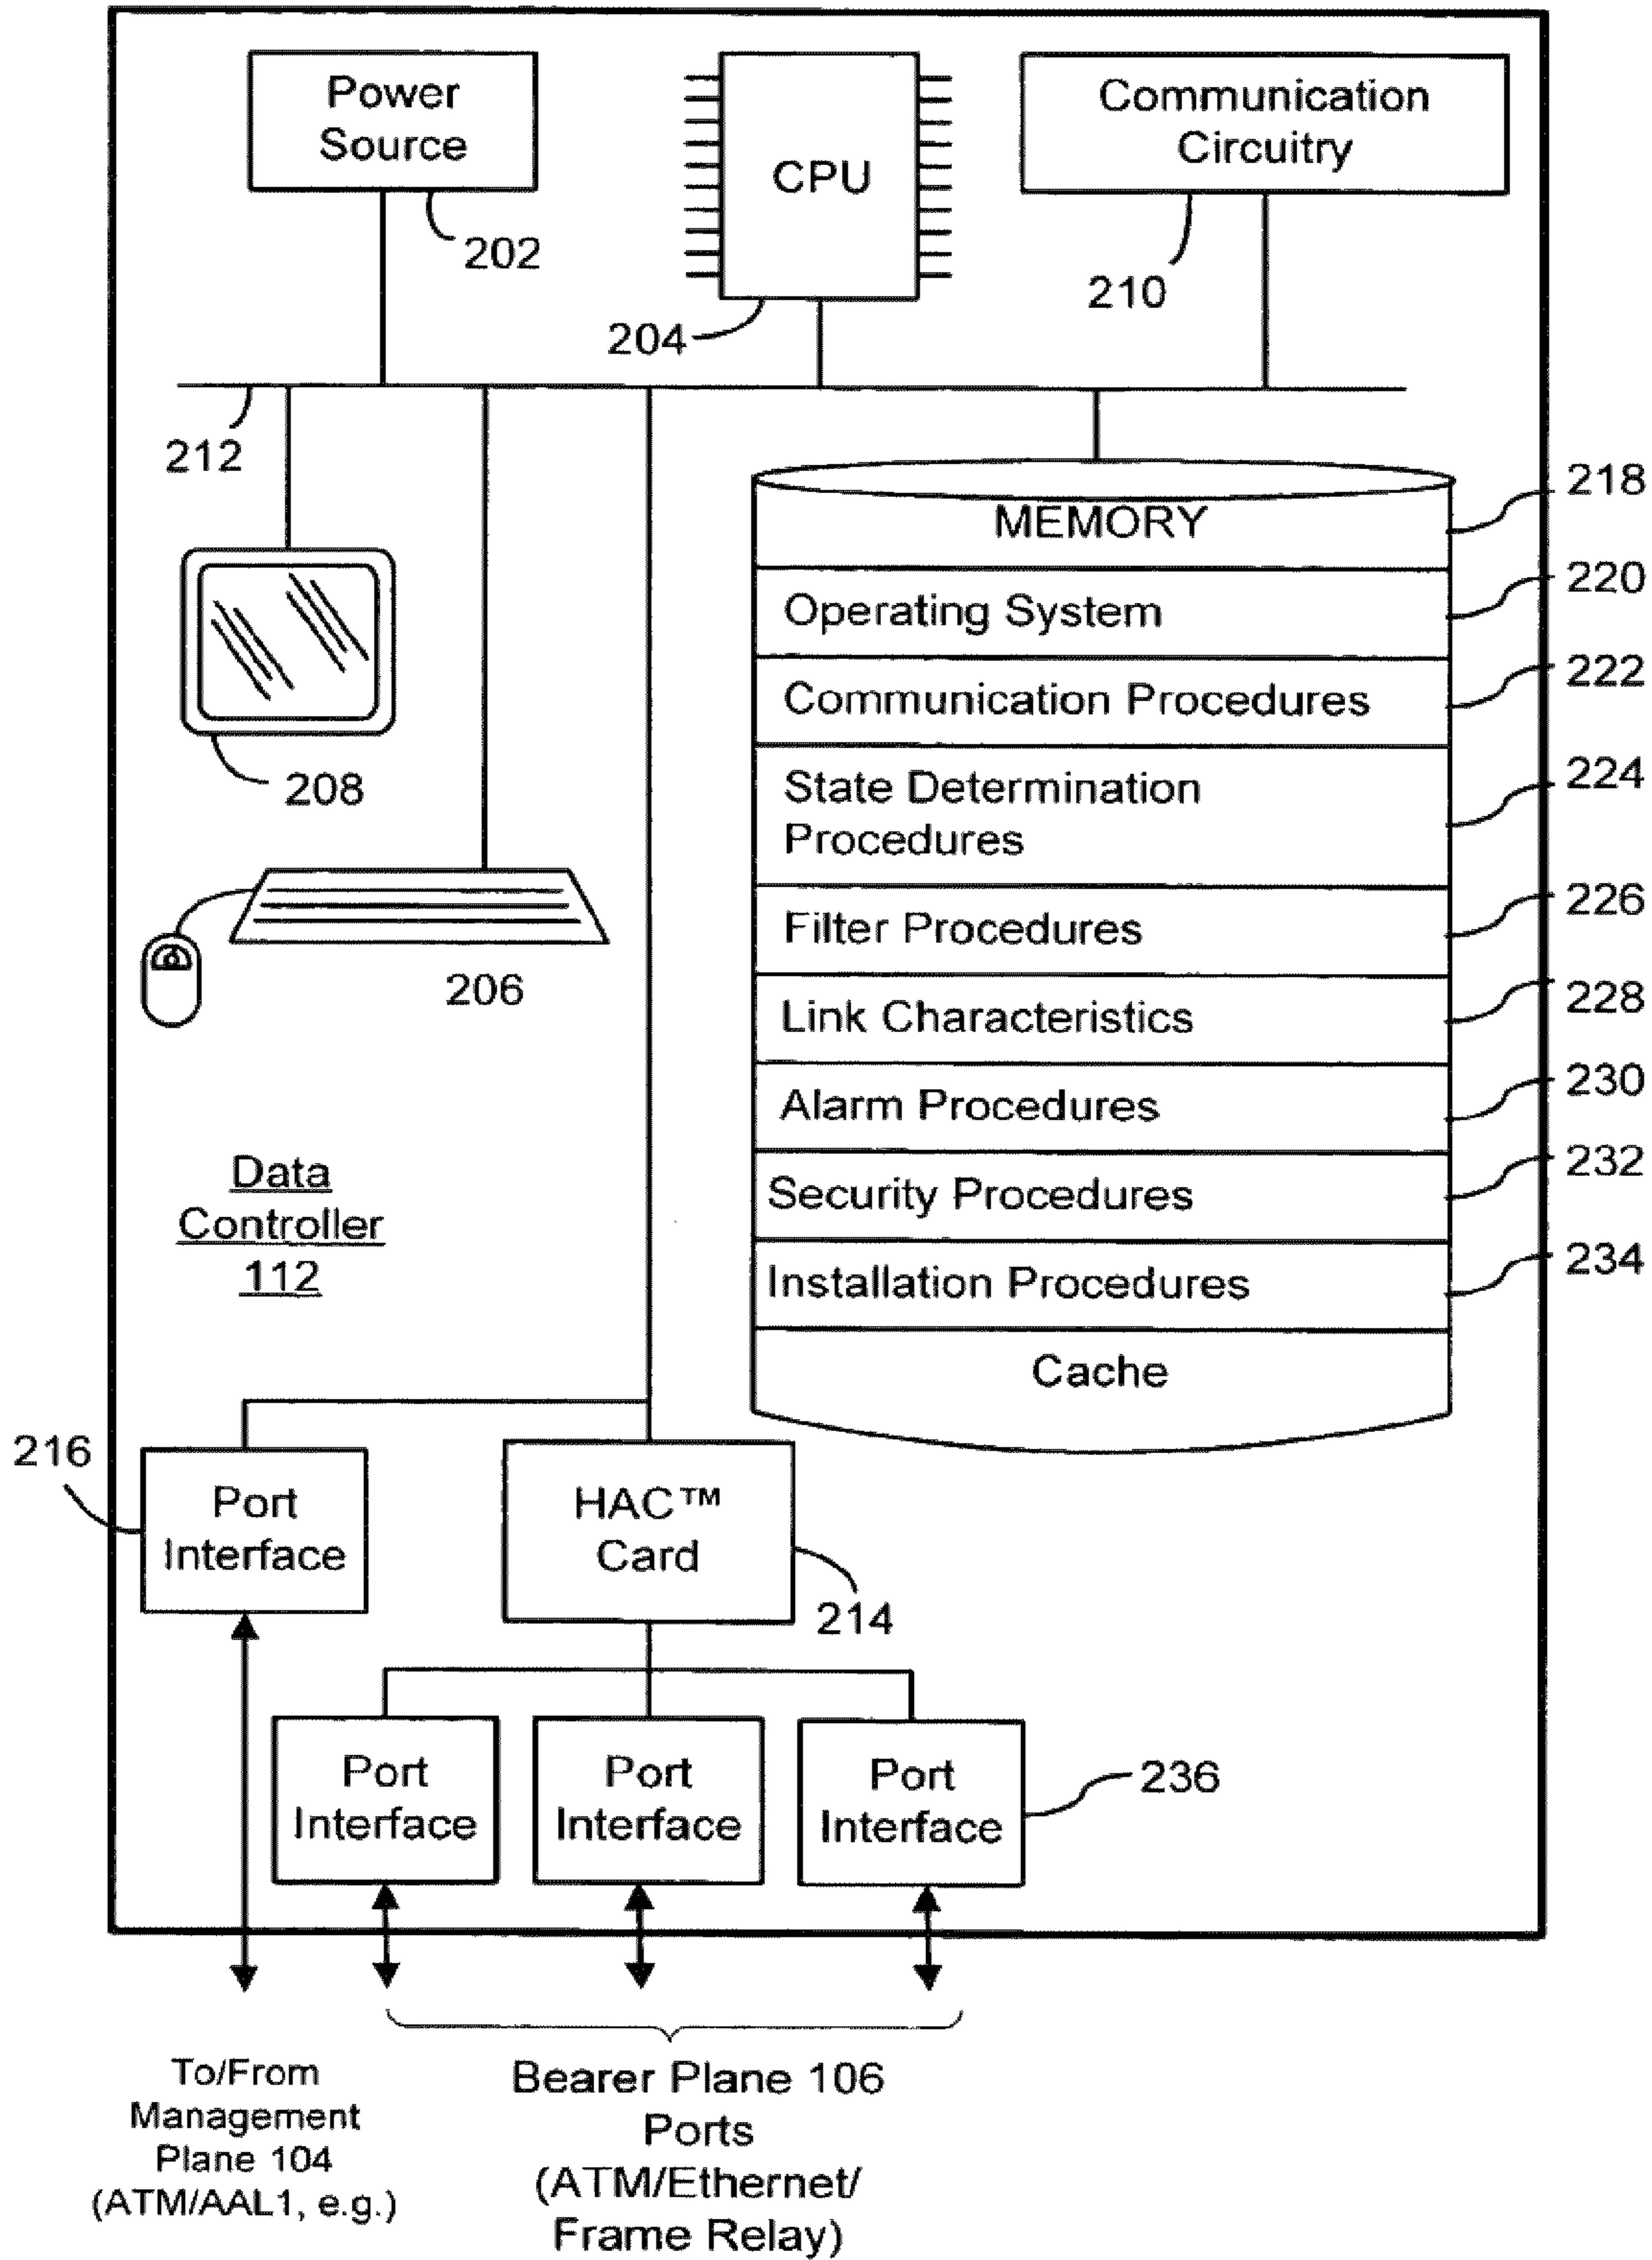 Power
Source
202
CPU
204
Communication
Circuitry
210
212
208
206
MEMORY
218
Operating System
220
Communication Procedures
222
State Determination
Procedures
224
Filter Procedures
226
Link Characteristics
228
Alarm Procedures
230
Security Procedures
232
Installation Procedures
234
Cache
Data
Controller
112
216
Port
Interface
HAC™
Card
214
Port
Interface
Port
Interface
Port
Interface
236
To/From
Management
Plane 104
(ATM/AAL1, e.g.)
Bearer Plane 106
Ports
(ATM/Ethernet/
Frame Relay)